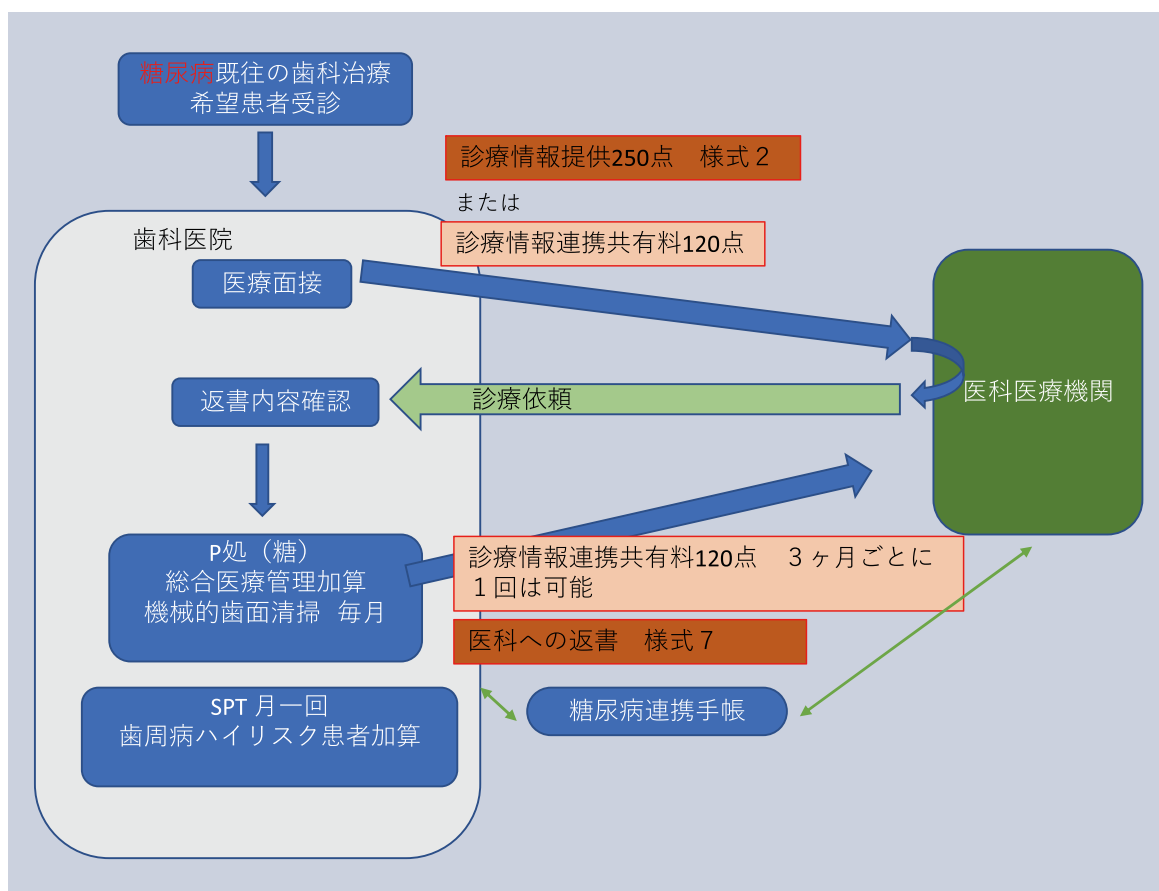 糖尿病既往の歯科治療
希望患者受診
診療情報提供250点　様式２
または
診療情報連携共有料120点
歯科医院
医療面接
医科医療機関
診療依頼
返書内容確認
P処（糖）
総合医療管理加算
機械的歯面清掃　毎月
診療情報連携共有料120点　３ヶ月ごとに
１回は可能
医科への返書　様式７
SPT 月一回
歯周病ハイリスク患者加算
糖尿病連携手帳